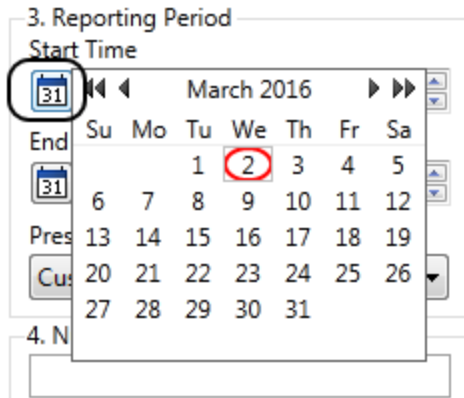 3. Reporting Period
Start Time
31 March 2016
End Su Mo Tu We Th Fr Sa
1 2 3 4 5
31
6 7 8 9 10 11 12
Pres 13 14 15 16 17 18 19
Cus 20 21 22 23 24 25 26
27 28 29 30 31
4. N